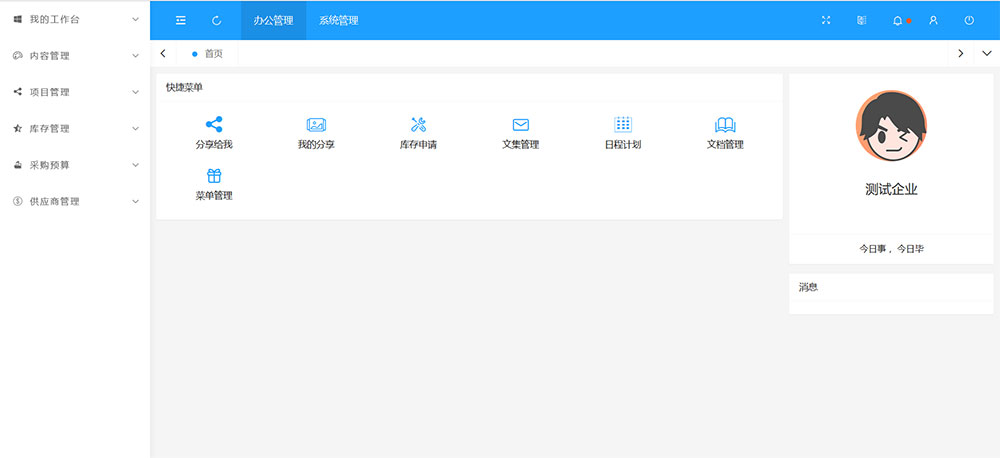 我的工作台
内容管理
项目管理
库存管理
采购预算
供应商管理
办公管理 系统管理
首页
快捷菜单
分享给我 我的分享 库存申请 文集管理 日程计划 文档管理
菜单管理
测试企业
今日事，今日毕
消息